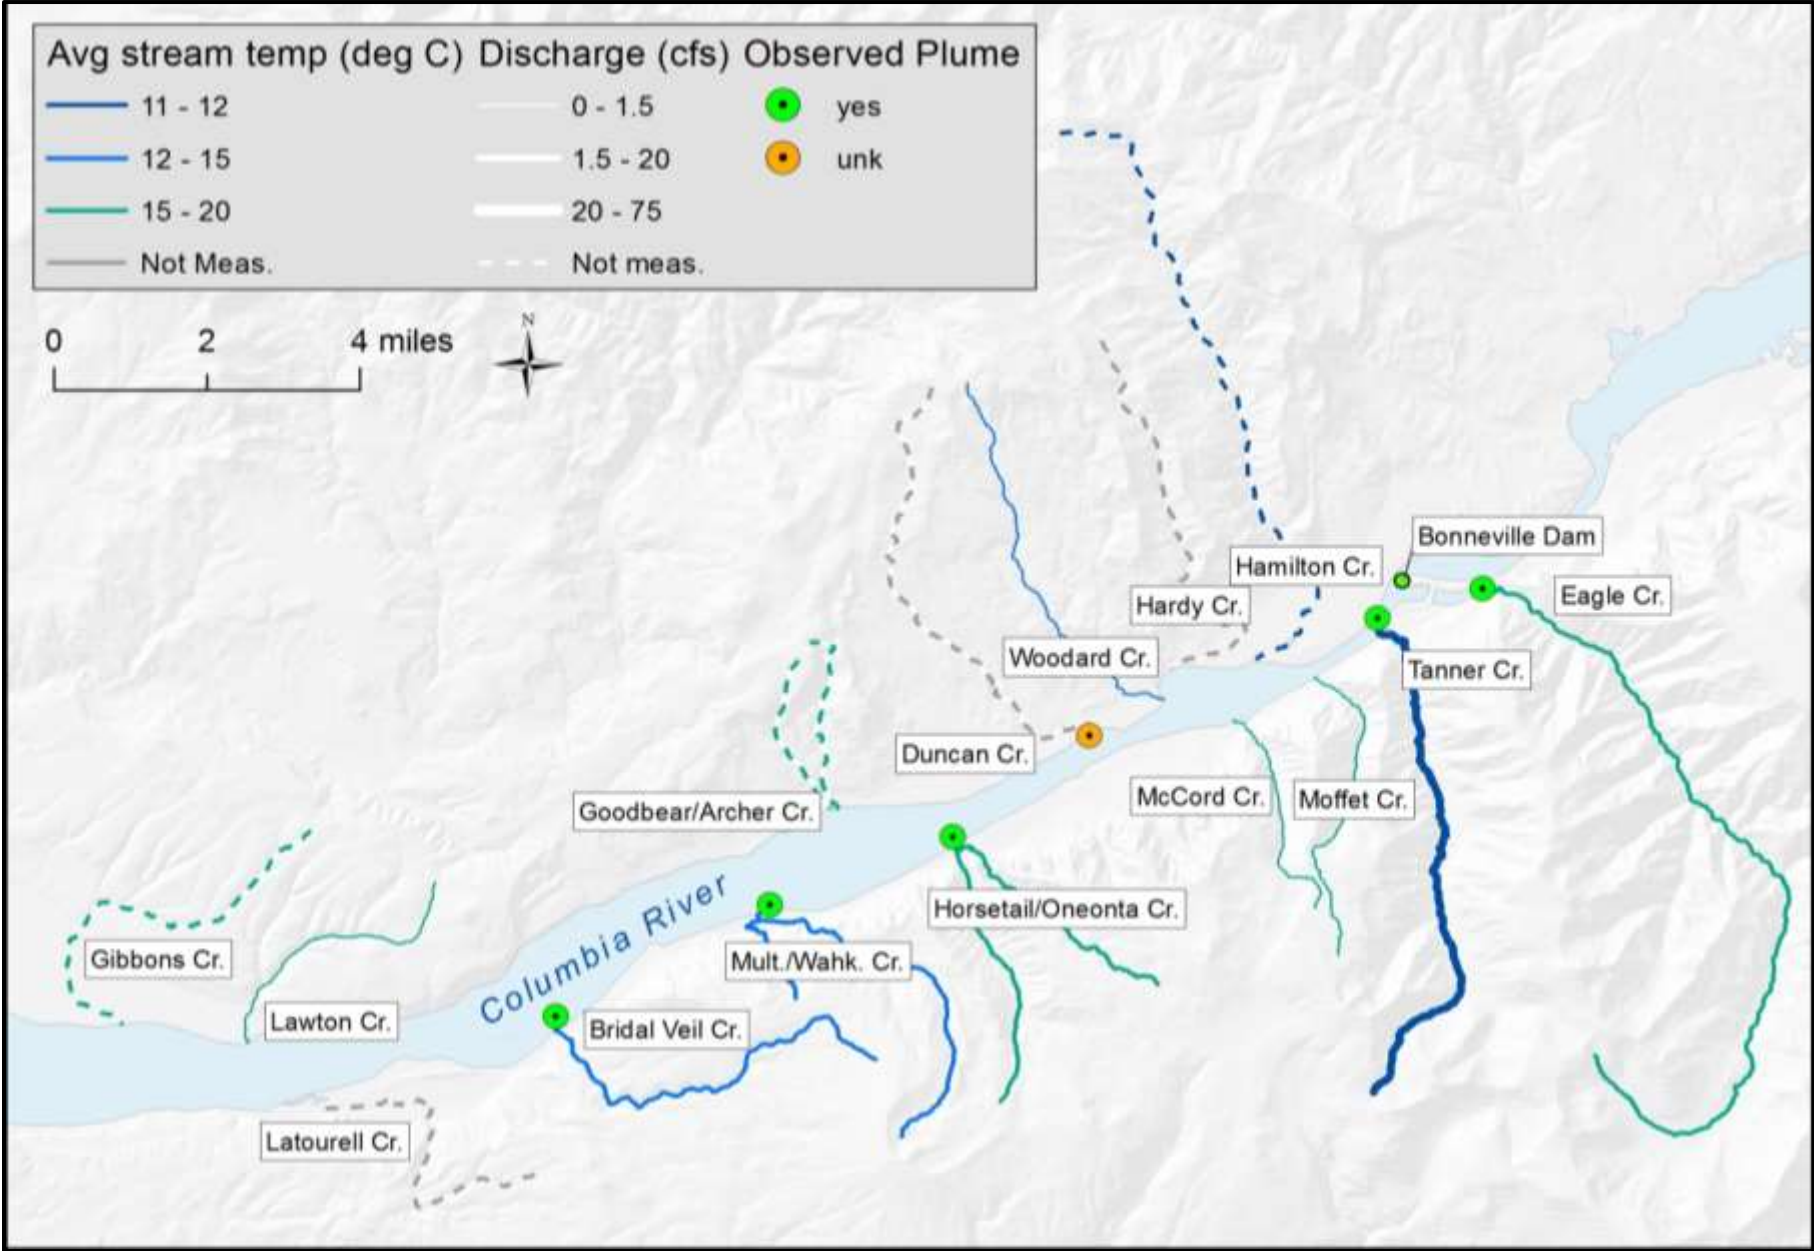 Avg stream temp (deg C) Discharge (cfs) Observed Plume
11 - 12 0 - 1.5 yes
12 - 15 1.5 - 20 unk
15 - 20 20 - 75
Not Meas. Not meas.
0 2 4 miles
N
Bonneville Dam
Hamilton Cr.
Eagle Cr.
Hardy Cr.
Woodard Cr.
Tanner Cr.
Duncan Cr.
McCord Cr.
Moffet Cr.
Goodbear/Archer Cr.
Horsetail/Oneonta Cr.
Columbia River
Gibbons Cr.
Mult./Wahk. Cr.
Lawton Cr.
Bridal Veil Cr.
Latourell Cr.